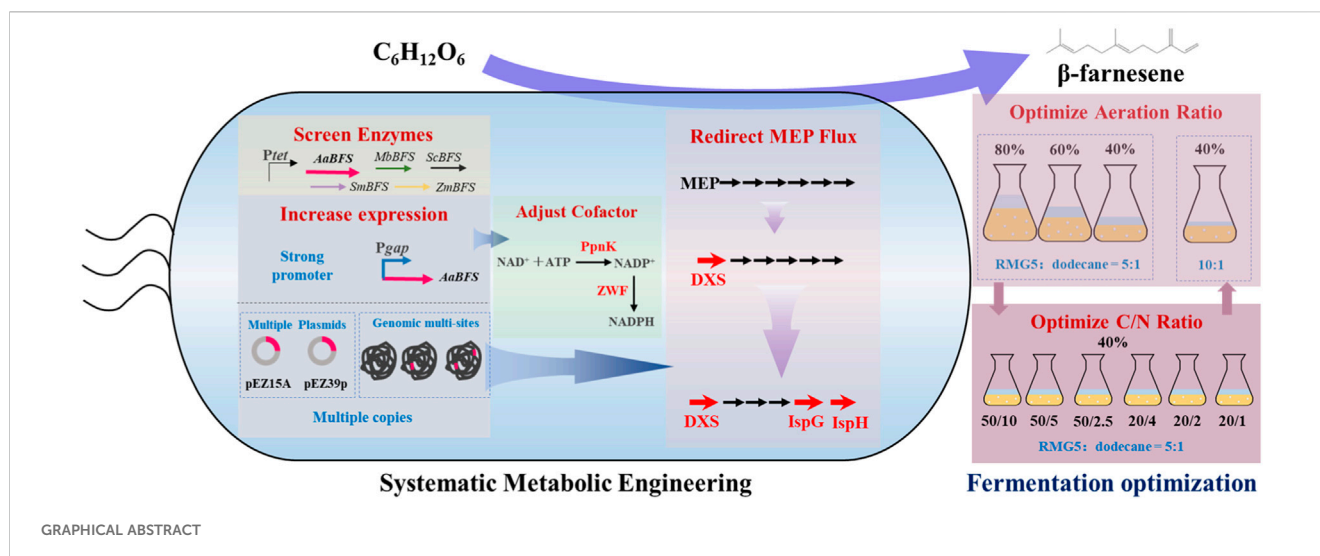 C₆H₁₂O₆
β-farnesene
Screen Enzymes
Ptet AaBFS MbBFS ScBFS
SmBFS ZmBFS
Increase expression
Strong promoter
Pgap
AaBFS
Multiple Plasmids
pEZ15A pEZ39p
Genomic multi-sites
Multiple copies
Adjust Cofactor
PpnK
NAD⁺ +ATP NADP⁺
ZWF
NADPH
Redirect MEP Flux
MEP
DXS
DXS IspG IspH
Systematic Metabolic Engineering
Optimize Aeration Ratio
80% 60% 40% 40%
RMG5: dodecane = 5:1 10:1
Optimize C/N Ratio
40%
50/10 50/5 50/2.5 20/4 20/2 20/1
RMG5: dodecane = 5:1
Fermentation optimization
GRAPHICAL ABSTRACT